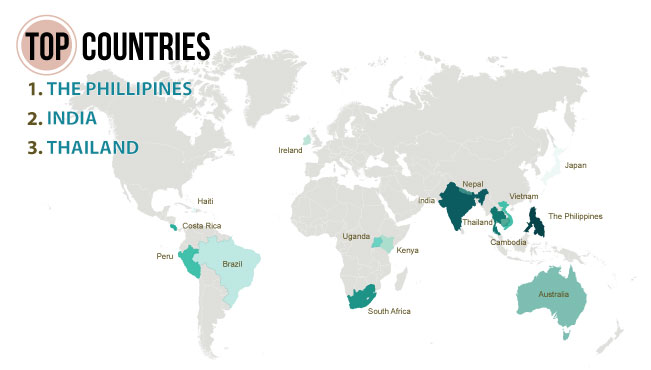 TOP COUNTRIES
1. THE PHILLIPINES
2. INDIA
3. THAILAND
Ireland
Japan
Nepal
India
Vietnam
Haiti
The Philippines
Thailand
Costa Rica
Uganda
Cambodia
Kenya
Peru
Brazil
Australia
South Africa